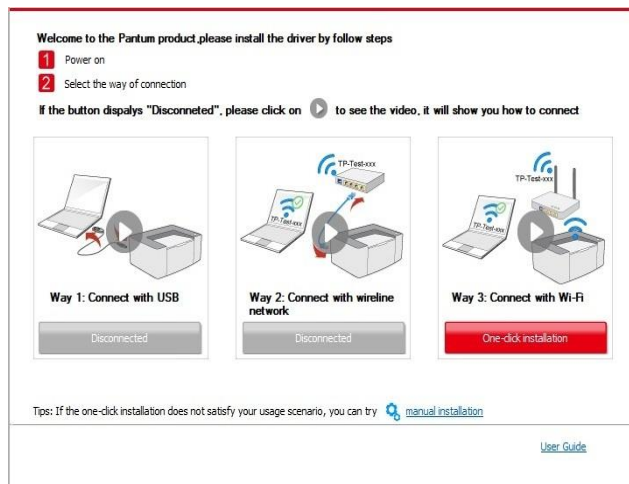 Welcome to the Pantum product,please install the driver by follow steps
1 Power on
2 Select the way of connection
If the button dispalys "Disconneted", please click on to see the video, it will show you how to connect
TP-Test-xxx
TP-Test-xxx
TP-Test-xxx
TP-Test-xxx
Way 1: Connect with USB
Way 2: Connect with wireline
network
Way 3: Connect with Wi-Fi
Disconnected
Disconnected
One-click installation
Tips: If the one-click installation does not satisfy your usage scenario, you can try manual installation
User Guide